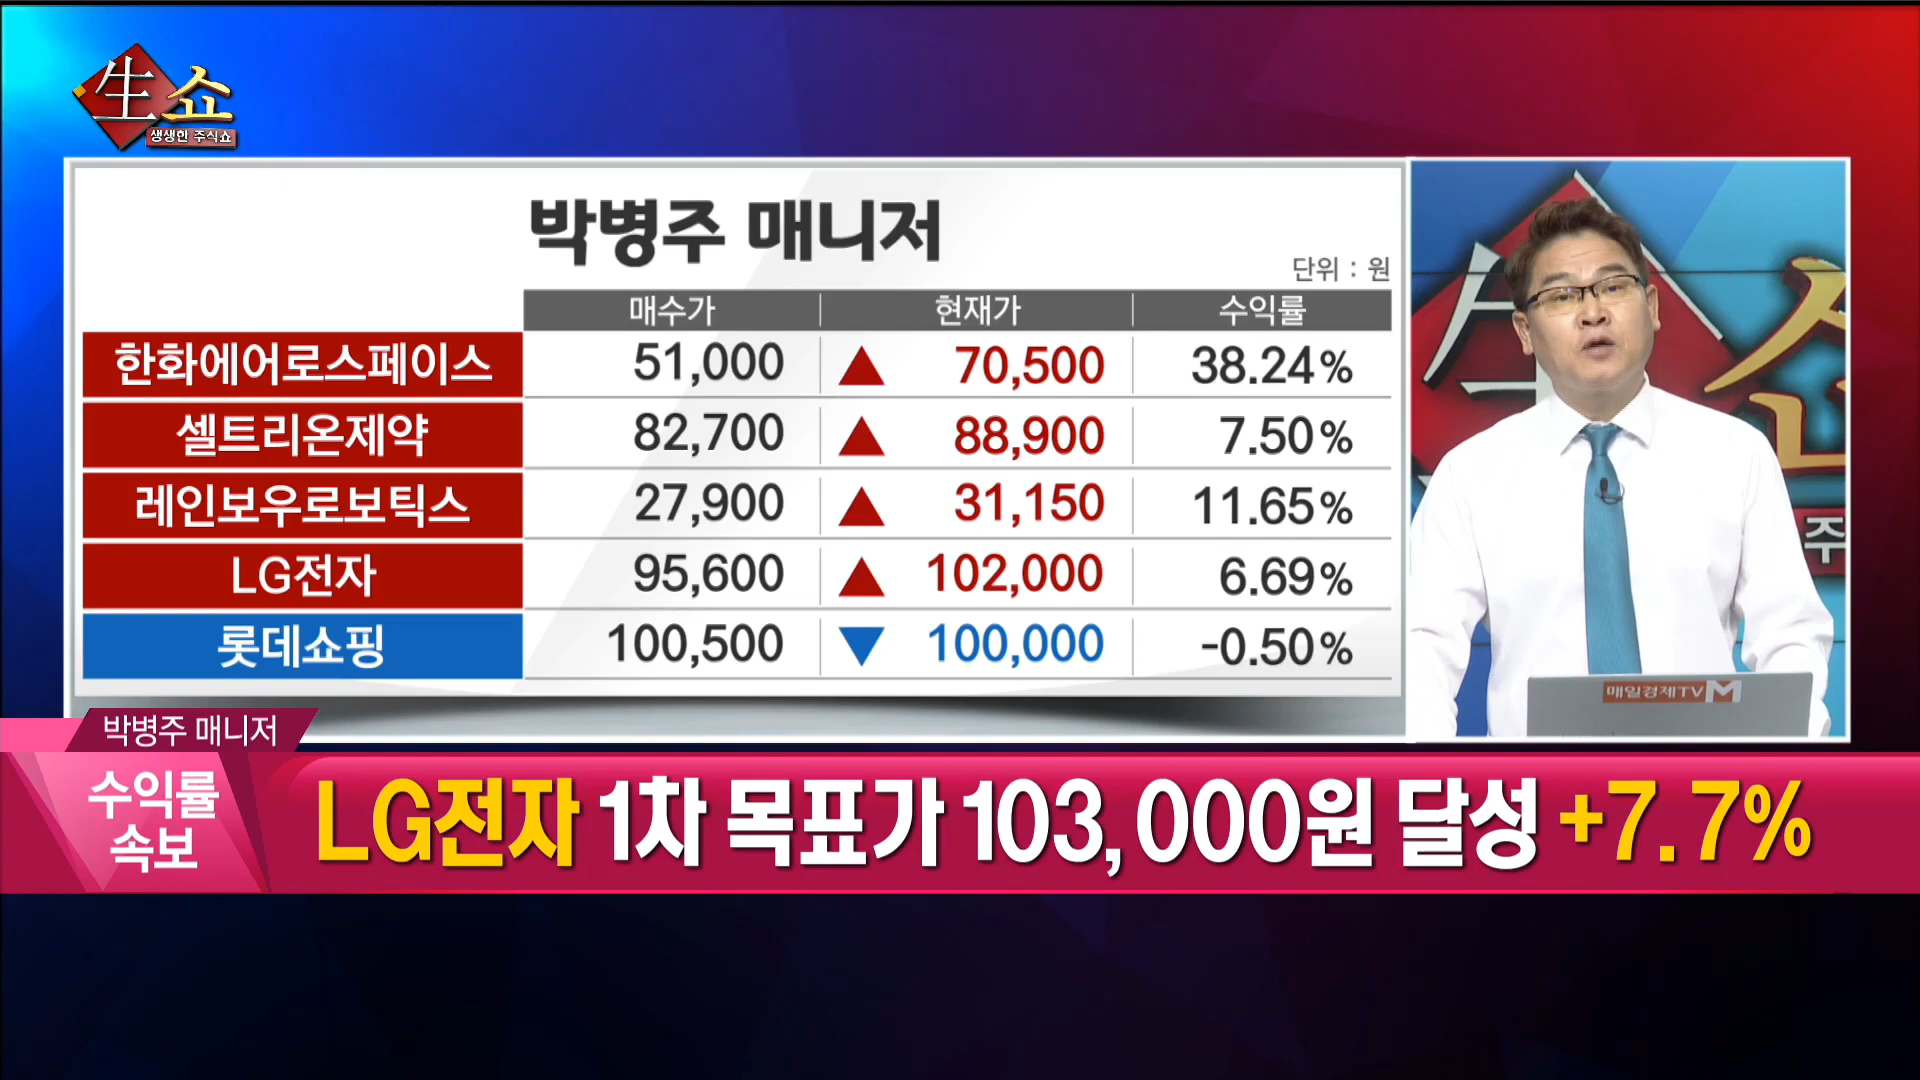 生쇼
생생한 주식쇼
박병주 매니저
단위 : 원
매수가 현재가 수익률
한화에어로스페이스 51,000 ▲ 70,500 38.24%
셀트리온제약 82,700 ▲ 88,900 7.50%
레인보우로보틱스 27,900 ▲ 31,150 11.65%
LG전자 95,600 ▲ 102,000 6.69%
롯데쇼핑 100,500 ▼ 100,000 -0.50%
生쇼
주
매일경제TV M
박병주 매니저
수익률
속보
LG전자 1차 목표가 103,000원 달성 +7.7%